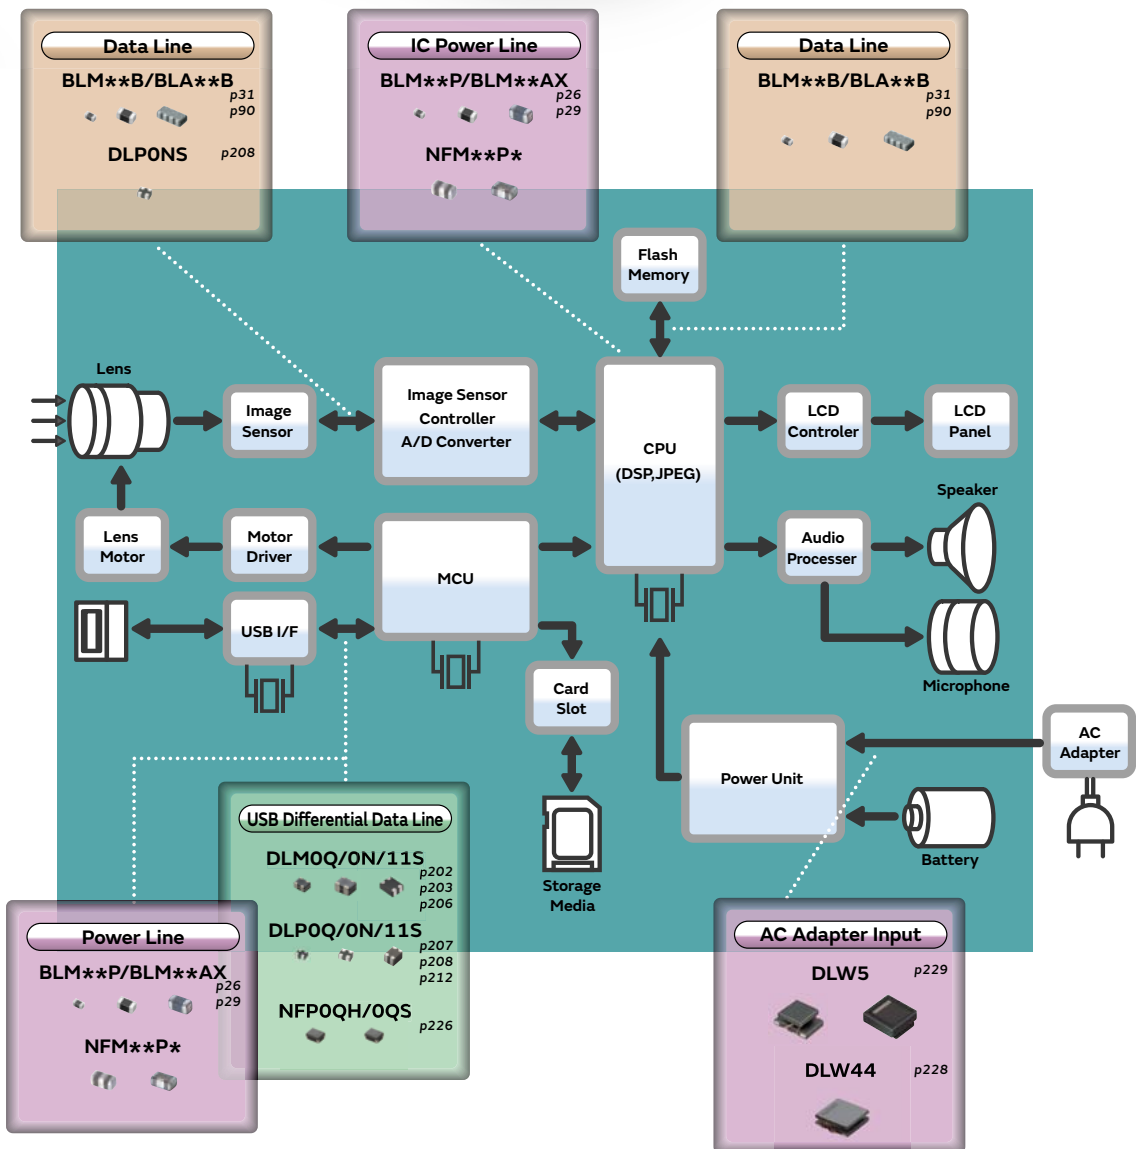 Data Line
BLM**B/BLA**B
p31
p90
DLP0NS p208
IC Power Line
BLM**P/BLM**AX
p26
p29
NFM**P*
Data Line
BLM**B/BLA**B
p31
p90
Flash
Memory
Lens
Image
Sensor
Image Sensor
Controller
A/D Converter
CPU
(DSP,JPEG)
LCD
Controler
LCD
Panel
Speaker
Lens
Motor
Motor
Driver
MCU
Audio
Processer
USB I/F
Microphone
Card
Slot
Power Unit
AC
Adapter
Battery
Storage
Media
USB Differential Data Line
DLM0Q/0N/11S
p202
p203
p206
DLP0Q/0N/11S
p207
p208
p212
NFP0QH/0QS
p226
Power Line
BLM**P/BLM**AX
p26
p29
NFM**P*
AC Adapter Input
DLW5 p229
DLW44 p228